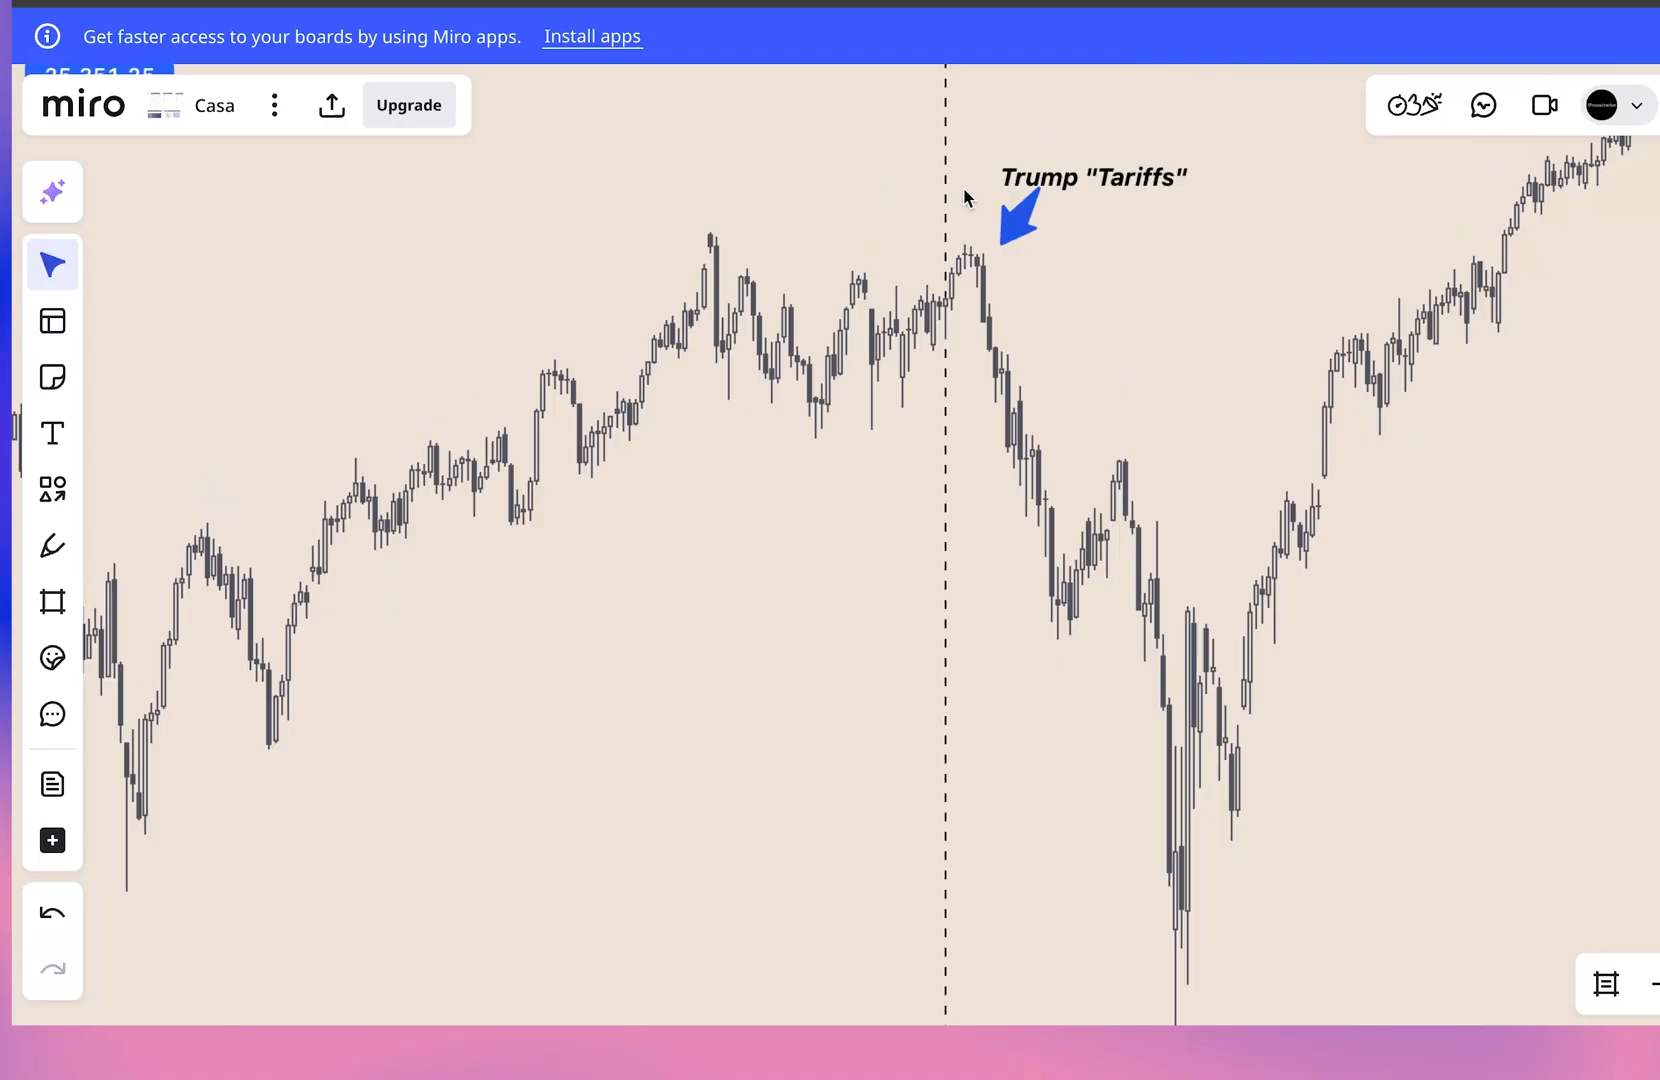 Get faster access to your boards by using Miro apps. Install apps
miro Casa Upgrade
Trump "Tariffs"